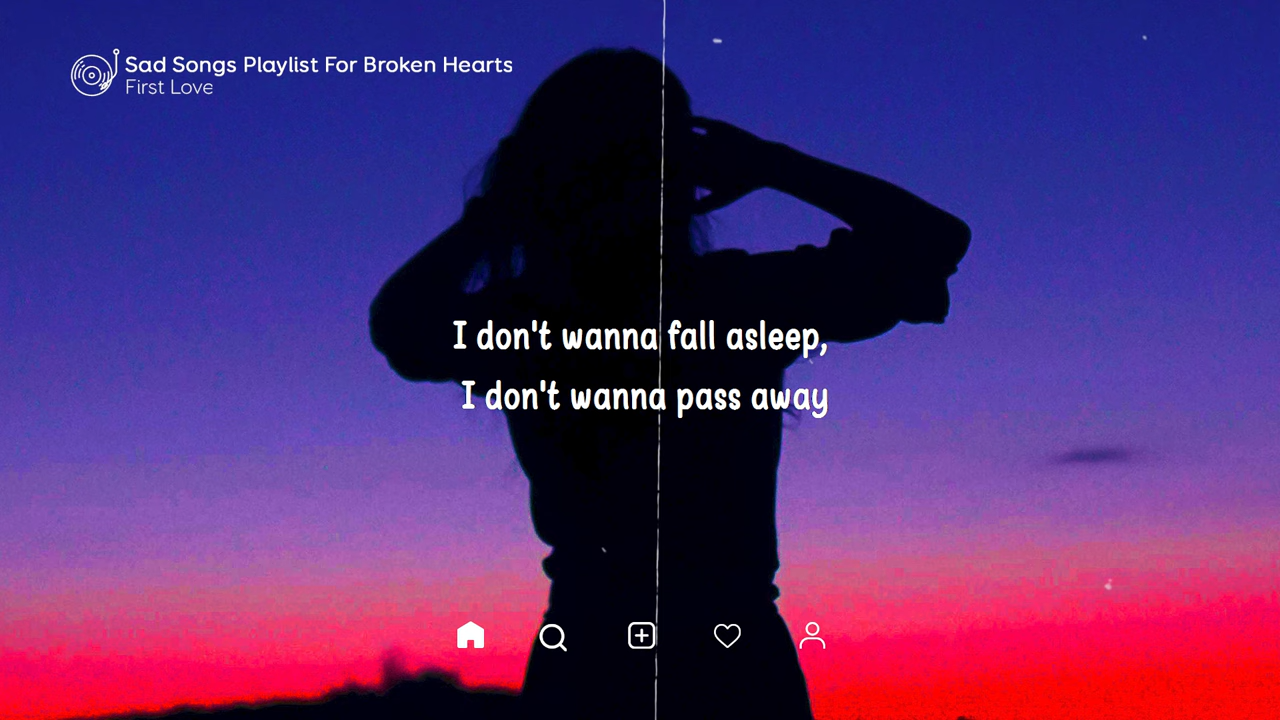 Sad Songs Playlist For Broken Hearts
First Love
I don't wanna fall asleep,
I don't wanna pass away